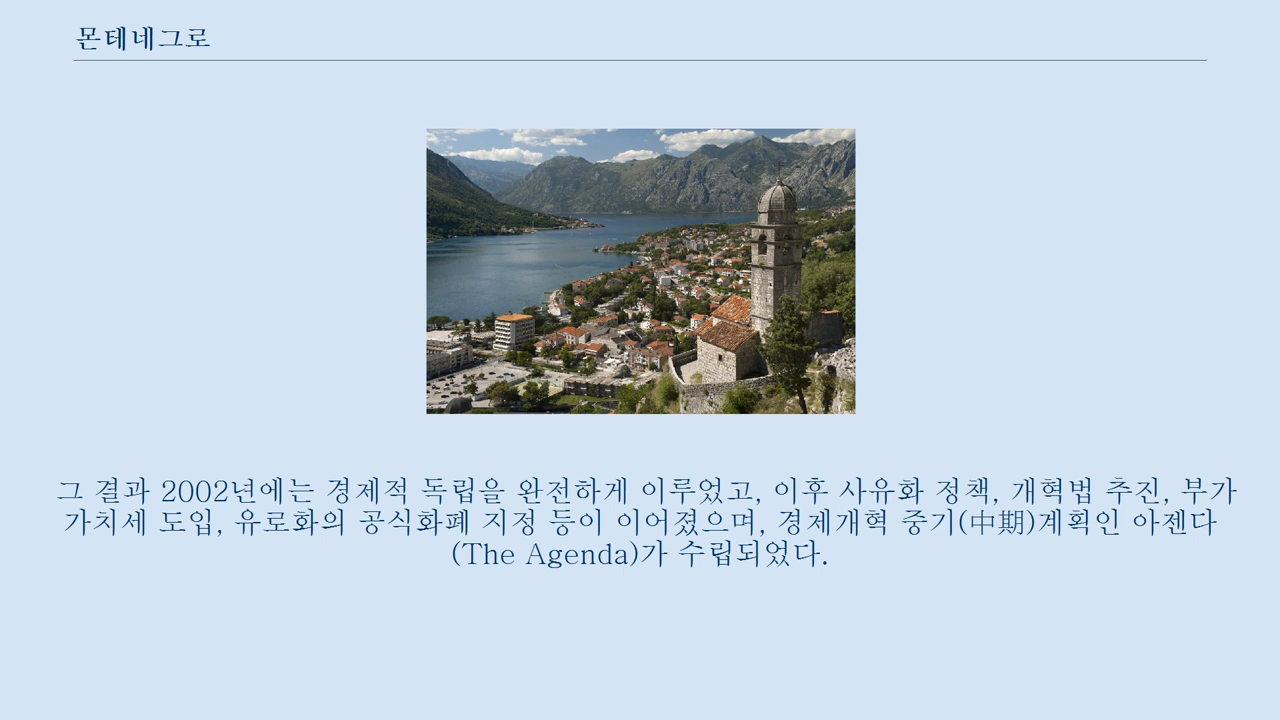 몬테네그로
그 결과 2002년에는 경제적 독립을 완전하게 이루었고, 이후 사유화 정책, 개혁법 추진, 부가
가치세 도입, 유로화의 공식화폐 지정 등이 이어졌으며, 경제개혁 중기(中期)계획인 아젠다
(The Agenda)가 수립되었다.